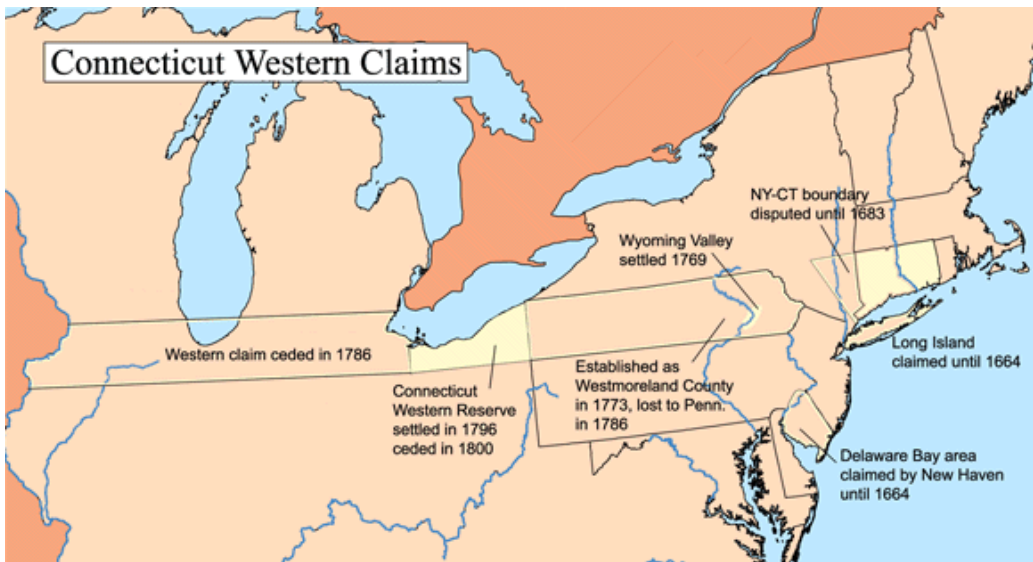 Connecticut Western Claims
NY-CT boundary
disputed until 1683
Wyoming Valley
settled 1769
Western claim ceded in 1786
Connecticut
Western Reserve
settled in 1796
ceded in 1800
Established as
Westmoreland County
in 1773, lost to Penn.
in 1786
Long Island
claimed until 1664
Delaware Bay area
claimed by New Haven
until 1664